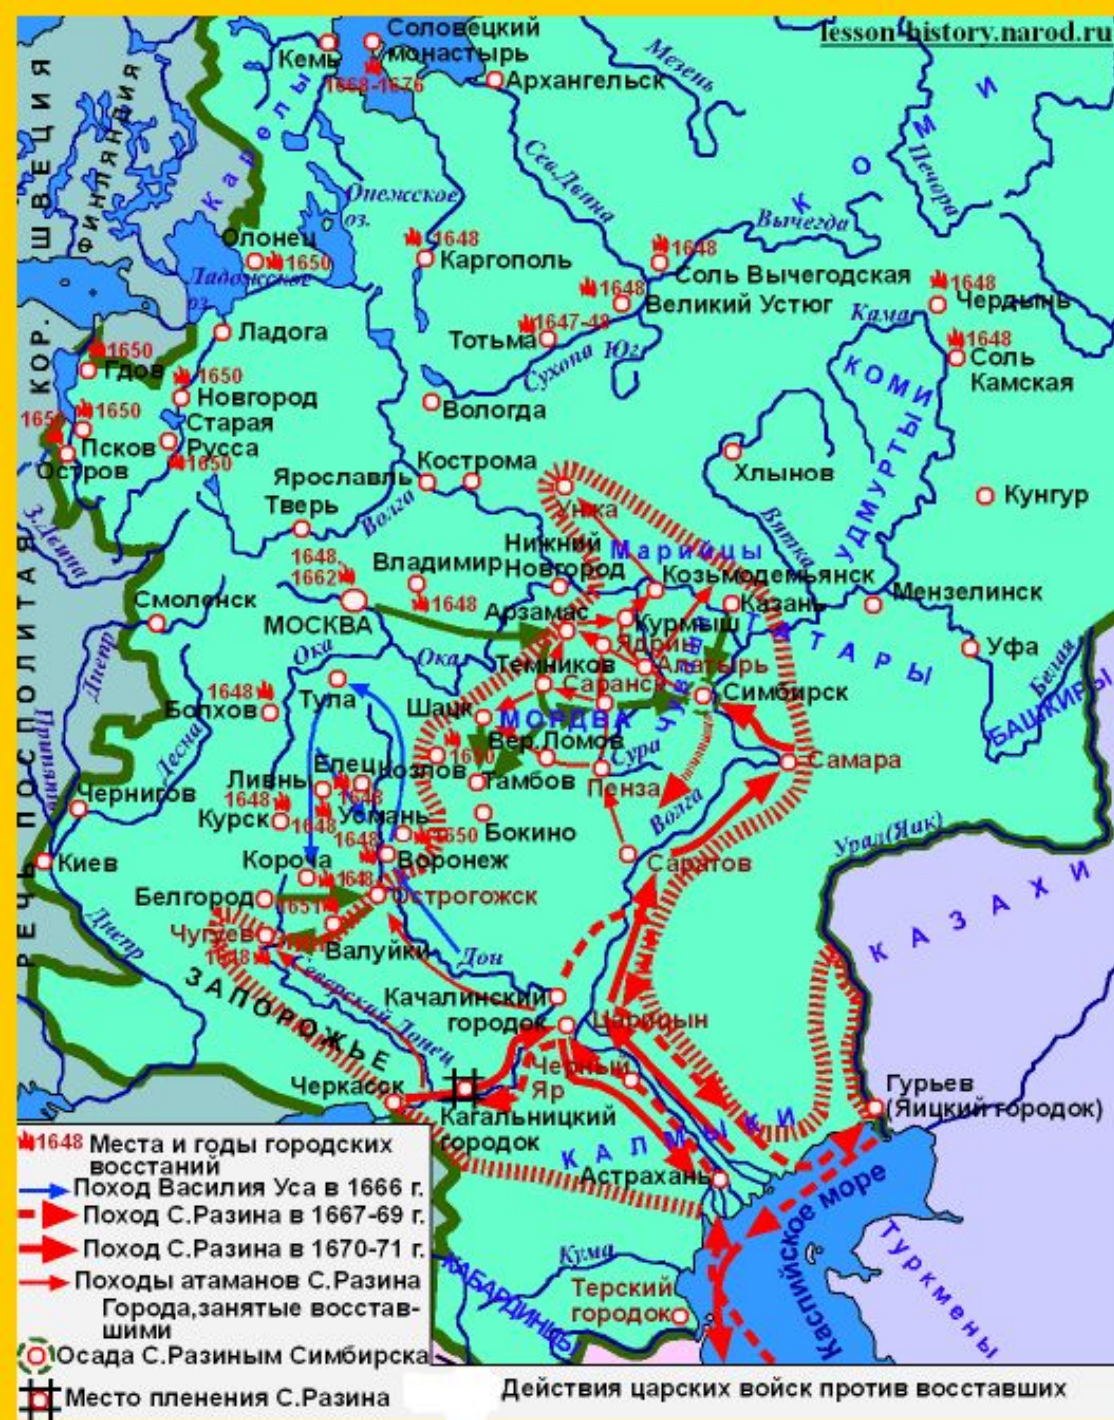 lesson-history.narod.ru
Соловецкий
монастырь
Кемь
1668-1676
Архангельск
Мезень
К О М И
Печора
ШВЕЦИЯ
ФИНЛЯНДИЯ
Карелы
Сев.Двина
Онежское
оз.
Вычегда
Олонец
1650
Ладожское
оз.
1648
Каргополь
1648
Соль Вычегодская
1648
Великий Устюг
1648
Чердынь
Кама
1647-48
Тотьма
Сухона
Юг
1648
Соль
Камская
Ладога
КОР.
1650
Гдов
1650
Новгород
1650
Псков
Остров
Старая
Русса
1650
Вологда
КОМИ
УДМУРТЫ
Хлынов
Кунгур
Ярославль
Кострома
Тверь
Волга
Унжа
З.Двина
Вятка
Нижний
Новгород
Марийцы
1648,
1662
Владимир
1648
МОСКВА
Смоленск
Козьмодемьянск
Казань
Мензелинск
Арзамас
Курмыш
Ядрин
ТАТАРЫ
Уфа
Белая
БАШКИРЫ
Днепр
Ока
Ока
Темников
Алатырь
Саранск
Симбирск
РЕЧЬ ПОСПОЛИТАЯ
1648
Болхов
Тула
Шацк
МОРДВА
Десна
Вер.Ломов
Сура
Самара
Елец
Козлов
Тамбов
Пенза
Ливны
1648
1648
Чернигов
Курск
1648
Усмань
1648
1650
Бокино
Волга
Урал(Яик)
Киев
Короча
Воронеж
Саратов
1648
Белгород
1651
Острогожск
КАЗАХИ
Чугуев
1648
Валуйки
Днепр
Дон
ЗАПОРОЖЬЕ
Северский Донец
Качалинский
городок
Царицын
Черный
Яр
Черкасск
Кагальницкий
городок
Гурьев
(Яицкий городок)
КАЛМЫКИ
Астрахань
Каспийское море
Туркмены
Кума
КАБАРДИНЦЫ
Терский
городок
1648 Места и годы городских
восстаний
Поход Василия Уса в 1666 г.
Поход С.Разина в 1667-69 г.
Поход С.Разина в 1670-71 г.
Походы атаманов С.Разина
Города,занятые восстав-
шими
Осада С.Разиным Симбирска
Место пленения С.Разина
Действия царских войск против восставших